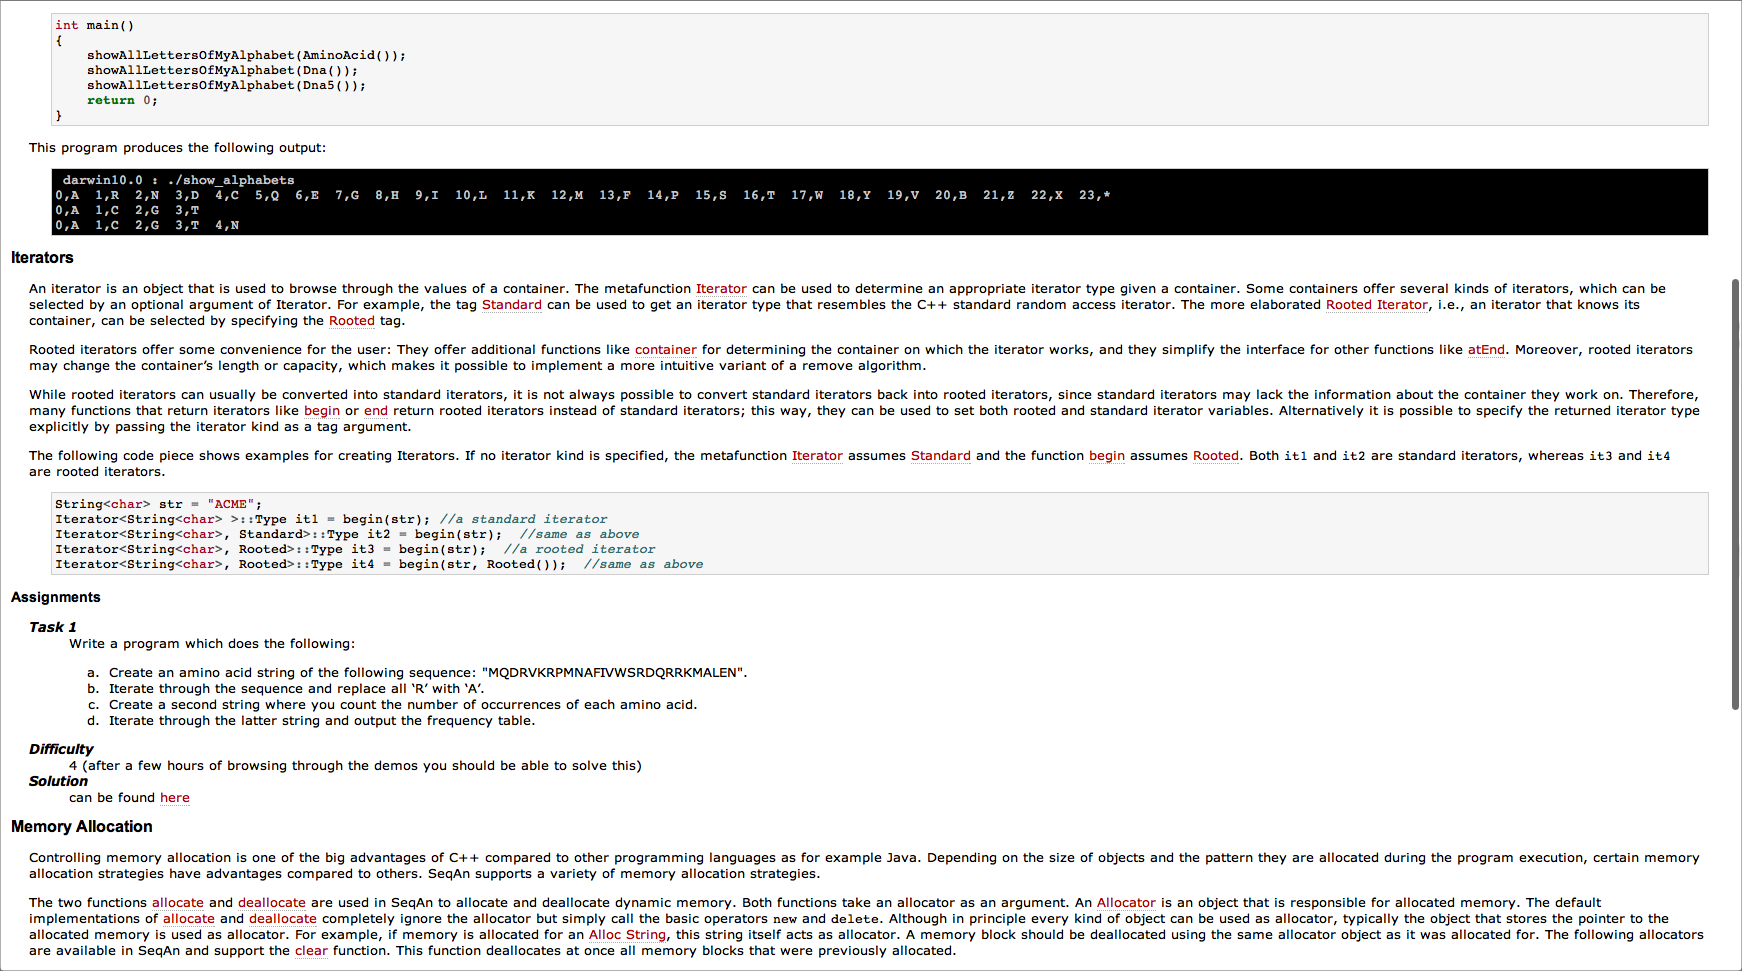 int main()
{
    showAllLettersOfMyAlphabet(AminoAcid());
    showAllLettersOfMyAlphabet(Dna());
    showAllLettersOfMyAlphabet(Dna5());
    return 0;
}
This program produces the following output:
darwin10.0 : ./show_alphabets
0,A  1,R  2,N  3,D  4,C  5,Q  6,E  7,G  8,H  9,I  10,L  11,K  12,M  13,F  14,P  15,S  16,T  17,W  18,Y  19,V  20,B  21,Z  22,X  23,*
0,A  1,C  2,G  3,T
0,A  1,C  2,G  3,T  4,N
Iterators
An iterator is an object that is used to browse through the values of a container. The metafunction Iterator can be used to determine an appropriate iterator type given a container. Some containers offer several kinds of iterators, which can be
selected by an optional argument of Iterator. For example, the tag Standard can be used to get an iterator type that resembles the C++ standard random access iterator. The more elaborated Rooted Iterator, i.e., an iterator that knows its
container, can be selected by specifying the Rooted tag.
Rooted iterators offer some convenience for the user: They offer additional functions like container for determining the container on which the iterator works, and they simplify the interface for other functions like atEnd. Moreover, rooted iterators
may change the container’s length or capacity, which makes it possible to implement a more intuitive variant of a remove algorithm.
While rooted iterators can usually be converted into standard iterators, it is not always possible to convert standard iterators back into rooted iterators, since standard iterators may lack the information about the container they work on. Therefore,
many functions that return iterators like begin or end return rooted iterators instead of standard iterators; this way, they can be used to set both rooted and standard iterator variables. Alternatively it is possible to specify the returned iterator type
explicitly by passing the iterator kind as a tag argument.
The following code piece shows examples for creating Iterators. If no iterator kind is specified, the metafunction Iterator assumes Standard and the function begin assumes Rooted. Both it1 and it2 are standard iterators, whereas it3 and it4
are rooted iterators.
String<char> str = "ACME";
Iterator<String<char> >::Type it1 = begin(str); //a standard iterator
Iterator<String<char>, Standard>::Type it2 = begin(str);  //same as above
Iterator<String<char>, Rooted>::Type it3 = begin(str);  //a rooted iterator
Iterator<String<char>, Rooted>::Type it4 = begin(str, Rooted());  //same as above
Assignments
Task 1
Write a program which does the following:
a. Create an amino acid string of the following sequence: "MQDRVKRPMNAFIVWSRDQRRKMALEN".
b. Iterate through the sequence and replace all ‘R’ with ‘A’.
c. Create a second string where you count the number of occurrences of each amino acid.
d. Iterate through the latter string and output the frequency table.
Difficulty
4 (after a few hours of browsing through the demos you should be able to solve this)
Solution
can be found here
Memory Allocation
Controlling memory allocation is one of the big advantages of C++ compared to other programming languages as for example Java. Depending on the size of objects and the pattern they are allocated during the program execution, certain memory
allocation strategies have advantages compared to others. SeqAn supports a variety of memory allocation strategies.
The two functions allocate and deallocate are used in SeqAn to allocate and deallocate dynamic memory. Both functions take an allocator as an argument. An Allocator is an object that is responsible for allocated memory. The default
implementations of allocate and deallocate completely ignore the allocator but simply call the basic operators new and delete. Although in principle every kind of object can be used as allocator, typically the object that stores the pointer to the
allocated memory is used as allocator. For example, if memory is allocated for an Alloc String, this string itself acts as allocator. A memory block should be deallocated using the same allocator object as it was allocated for. The following allocators
are available in SeqAn and support the clear function. This function deallocates at once all memory blocks that were previously allocated.